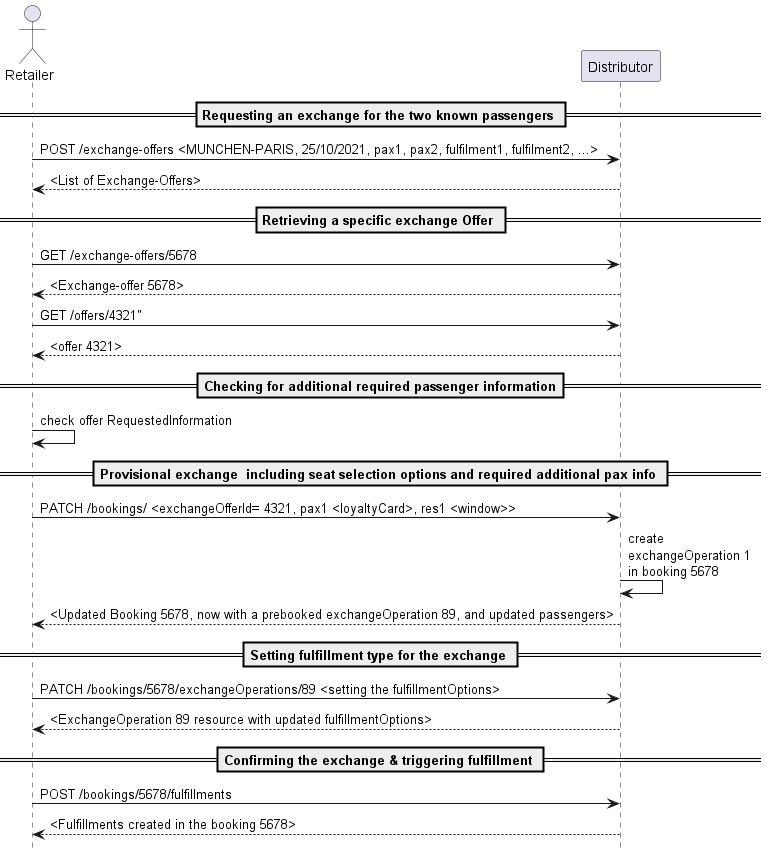 Retailer
Distributor
Requesting an exchange for the two known passengers
POST /exchange-offers <MUNCHEN-PARIS, 25/10/2021, pax1, pax2, fulfilment1, fulfilment2, ...>
<List of Exchange-Offers>
Retrieving a specific exchange Offer
GET /exchange-offers/5678
<Exchange-offer 5678>
GET /offers/4321"
<offer 4321>
Checking for additional required passenger information
check offer RequestedInformation
Provisional exchange  including seat selection options and required additional pax info
PATCH /bookings/ <exchangeOfferId= 4321, pax1 <loyaltyCard>, res1 <window>>
create
exchangeOperation 1
in booking 5678
<Updated Booking 5678, now with a prebooked exchangeOperation 89, and updated passengers>
Setting fulfillment type for the exchange
PATCH /bookings/5678/exchangeOperations/89 <setting the fulfillmentOptions>
<ExchangeOperation 89 resource with updated fulfillmentOptions>
Confirming the exchange & triggering fulfillment
POST /bookings/5678/fulfillments
<Fulfillments created in the booking 5678>